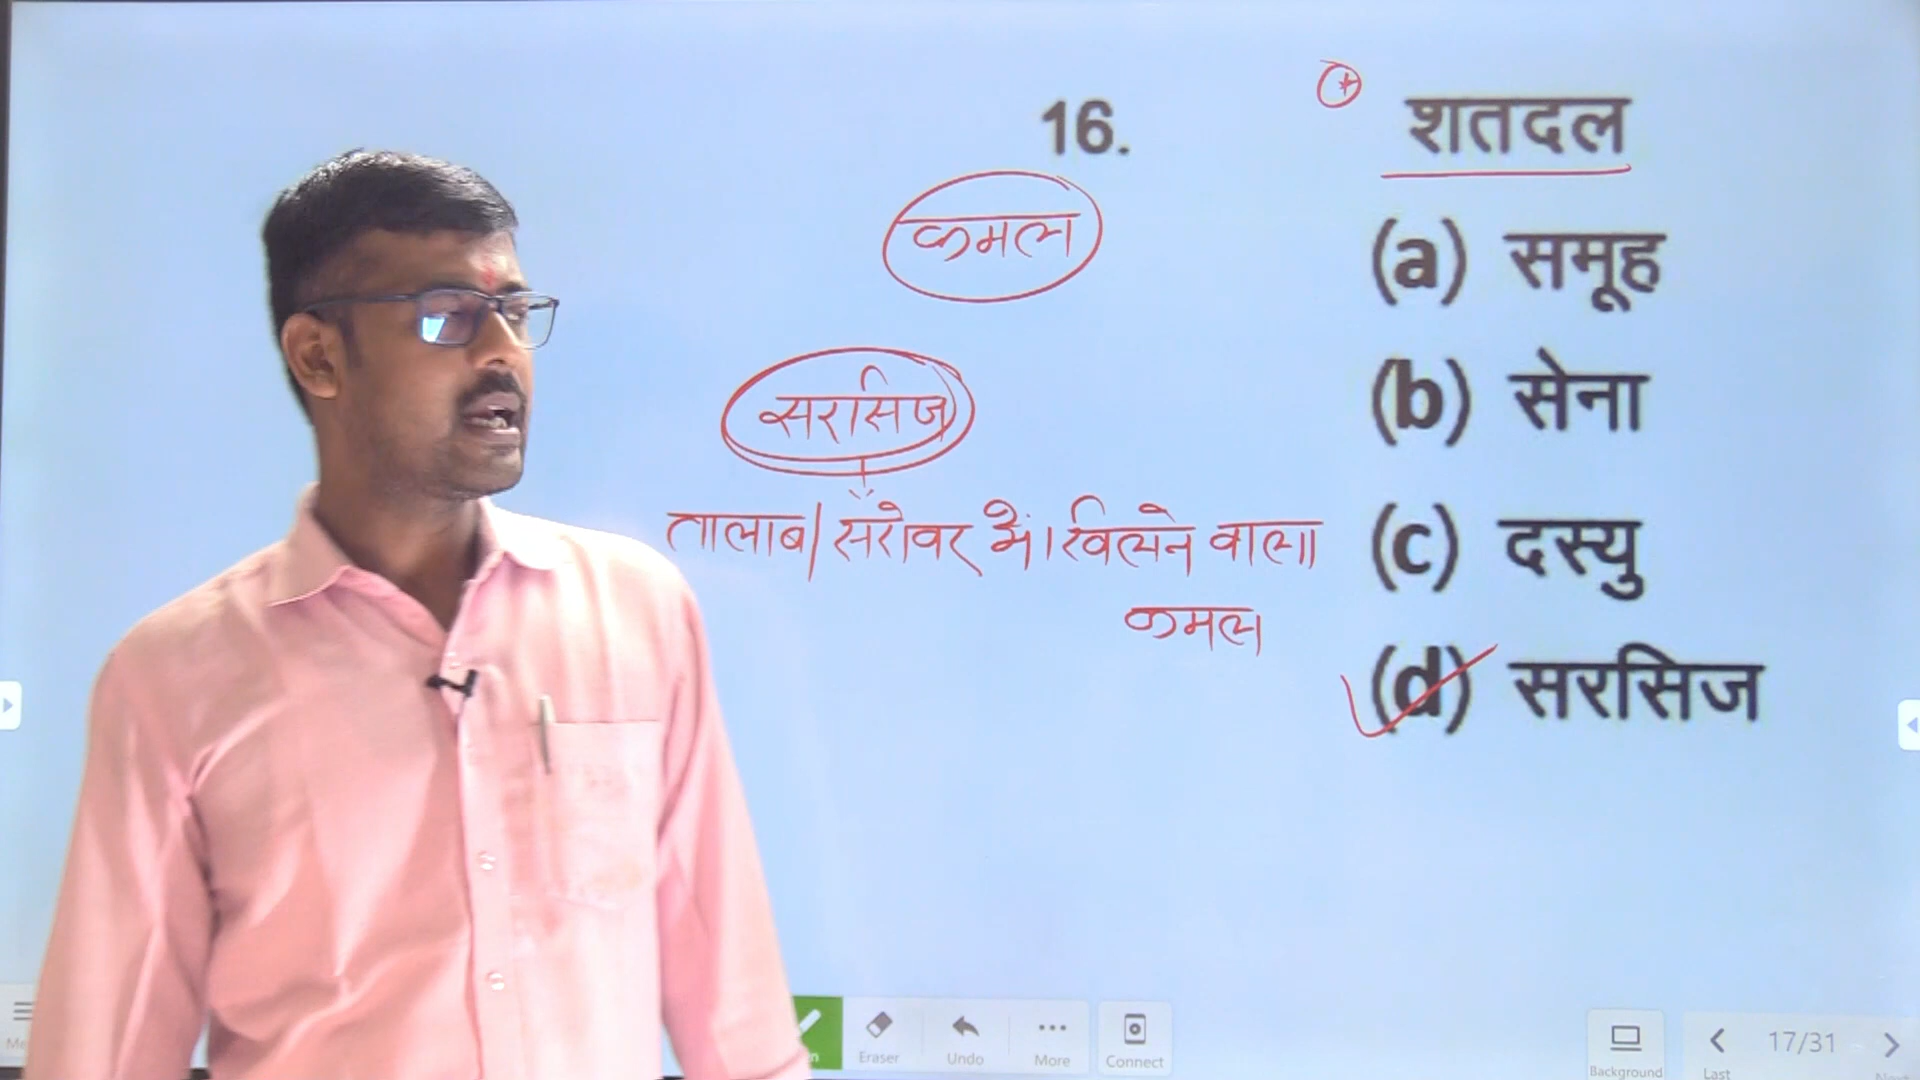 16.
शतदल
कमल
(a) समूह
सरसिज
(b) सेना
तालाब/सरोवर में खिलने वाला
कमल
(c) दस्यु
(d) सरसिज
Eraser
Undo
More
Connect
Background
17/31
Last